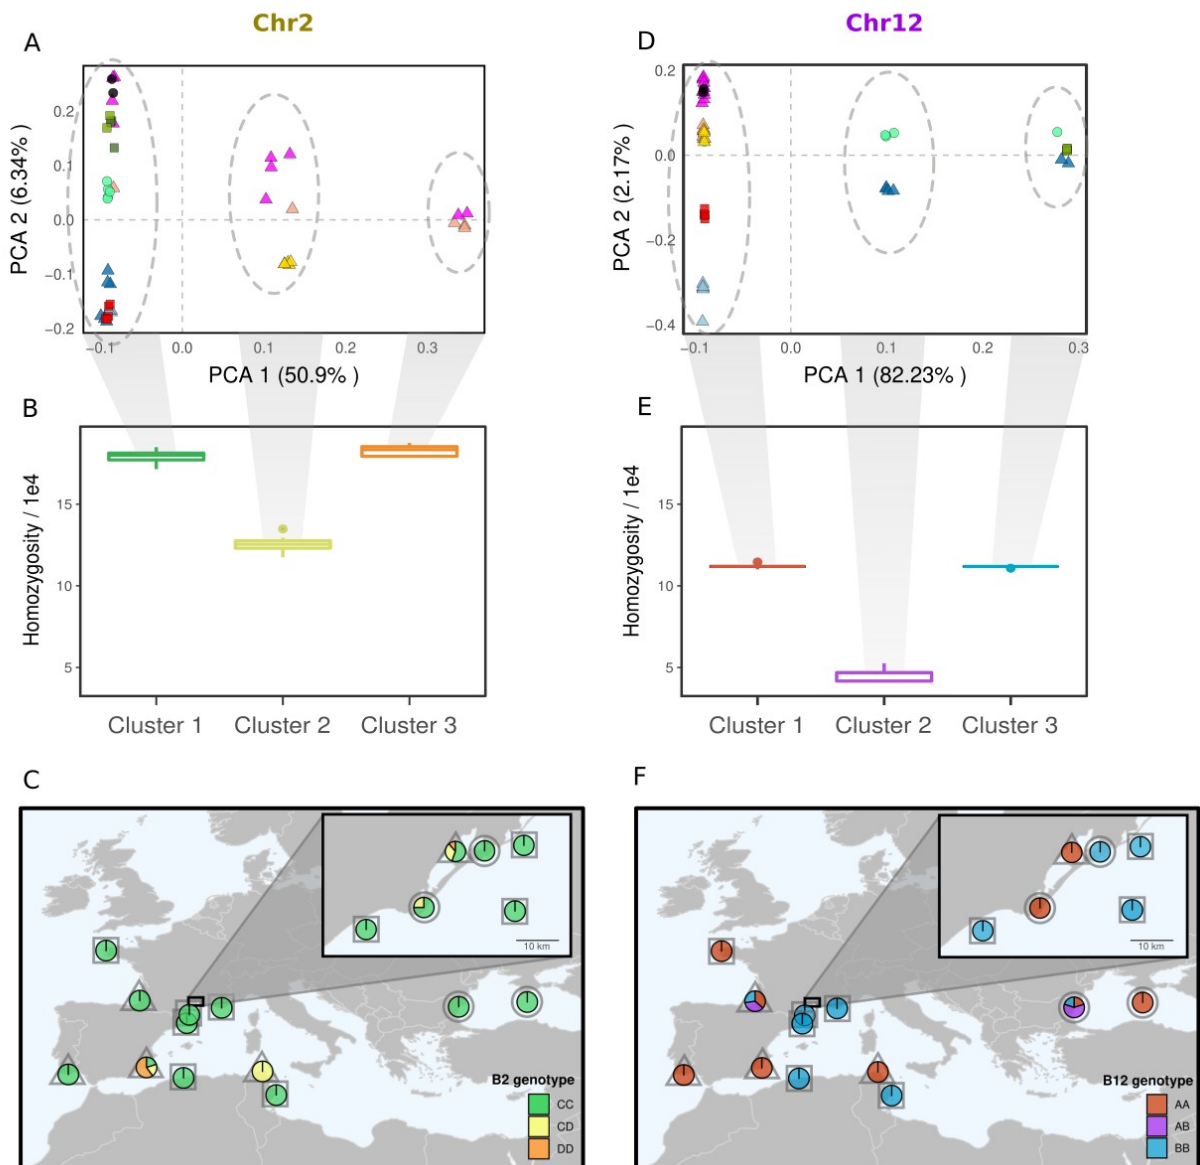 Chr2
Chr12
A
PCA 2 (6.34% )
0.2
0.1
0.0
−0.1
−0.2
−0.1
0.0
0.1
0.2
0.3
PCA 1 (50.9% )
D
PCA 2 (2.17% )
0.2
0.0
−0.2
−0.4
−0.1
0.0
0.1
0.2
0.3
PCA 1 (82.23% )
B
Homozygosity / 1e4
15
10
5
Cluster 1
Cluster 2
Cluster 3
E
Homozygosity / 1e4
15
10
5
Cluster 1
Cluster 2
Cluster 3
C
10 km
B2 genotype
CC
CD
DD
F
10 km
B12 genotype
AA
AB
BB